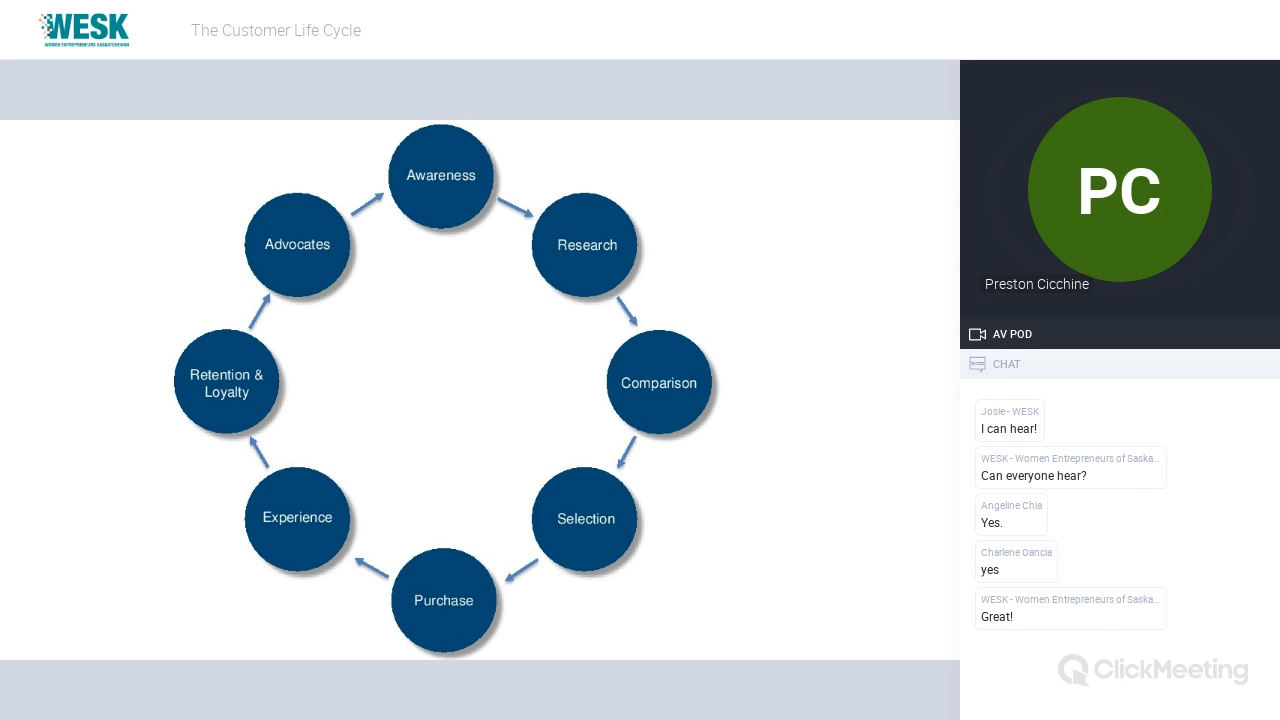 WESK
WOMEN ENTREPRENEURS SASKATCHEWAN
The Customer Life Cycle
Awareness
Advocates
Research
Retention &
Loyalty
Comparison
Experience
Selection
Purchase
PC
Preston Cicchine
AV POD
CHAT
Josie - WESK
I can hear!
WESK - Women Entrepreneurs of Saska...
Can everyone hear?
Angeline Chia
Yes.
Charlene Oancia
yes
WESK - Women Entrepreneurs of Saska...
Great!
ClickMeeting